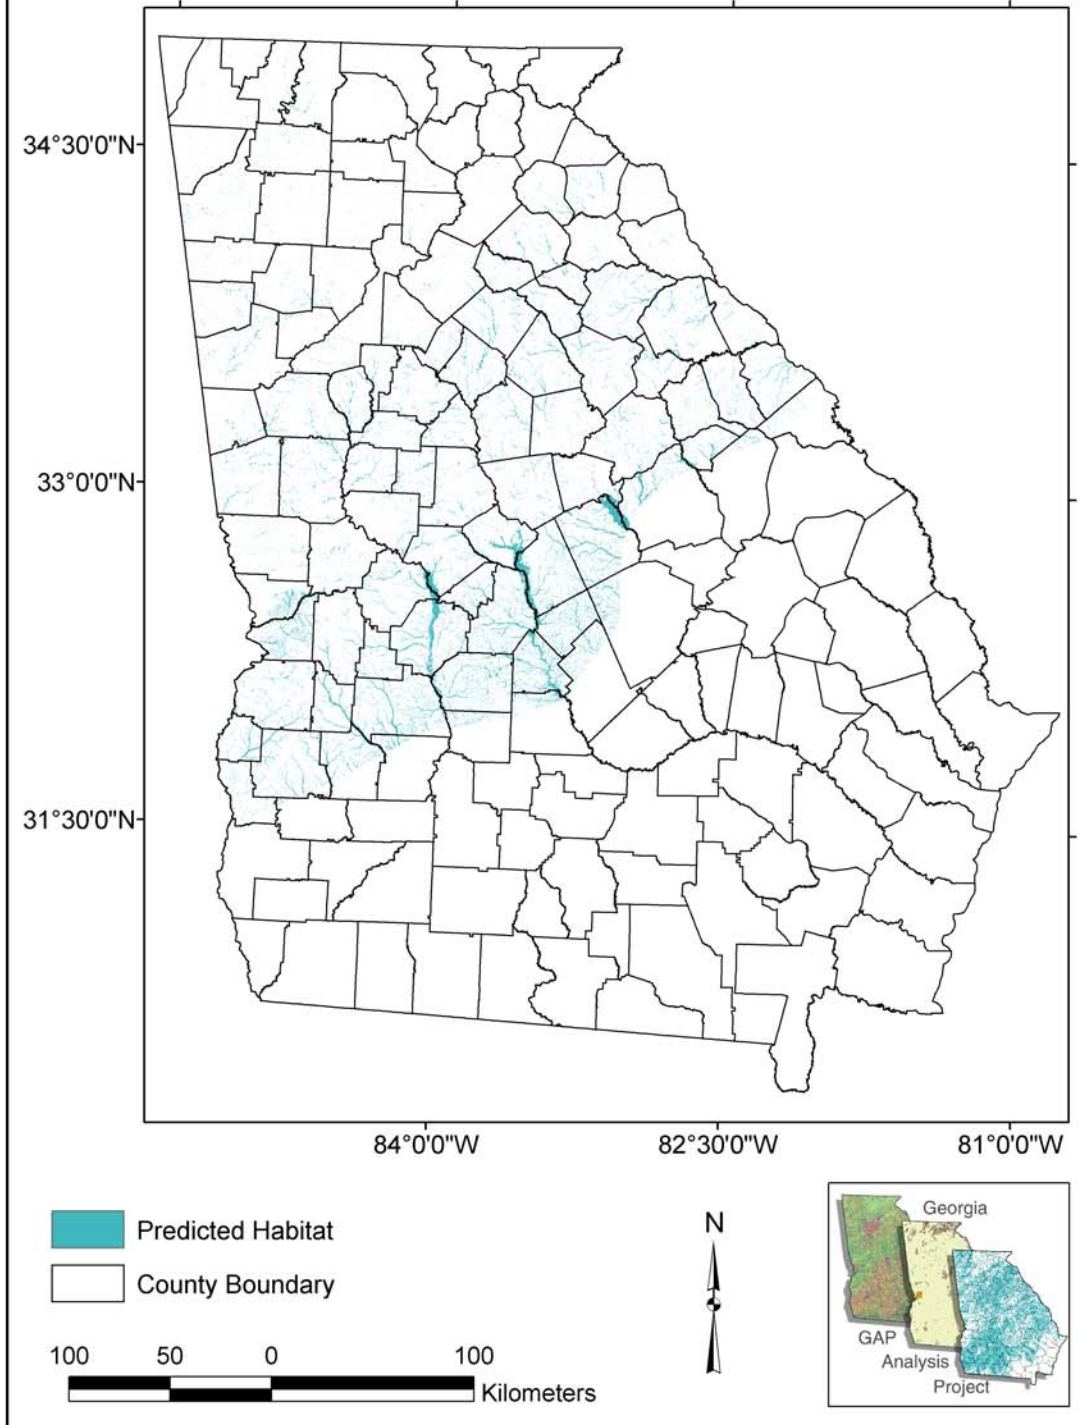 34°30'0"N
33°0'0"N
31°30'0"N
84°0'0"W 82°30'0"W 81°0'0"W
Predicted Habitat
County Boundary
100 50 0 100
Kilometers
N
Georgia
GAP
Analysis
Project